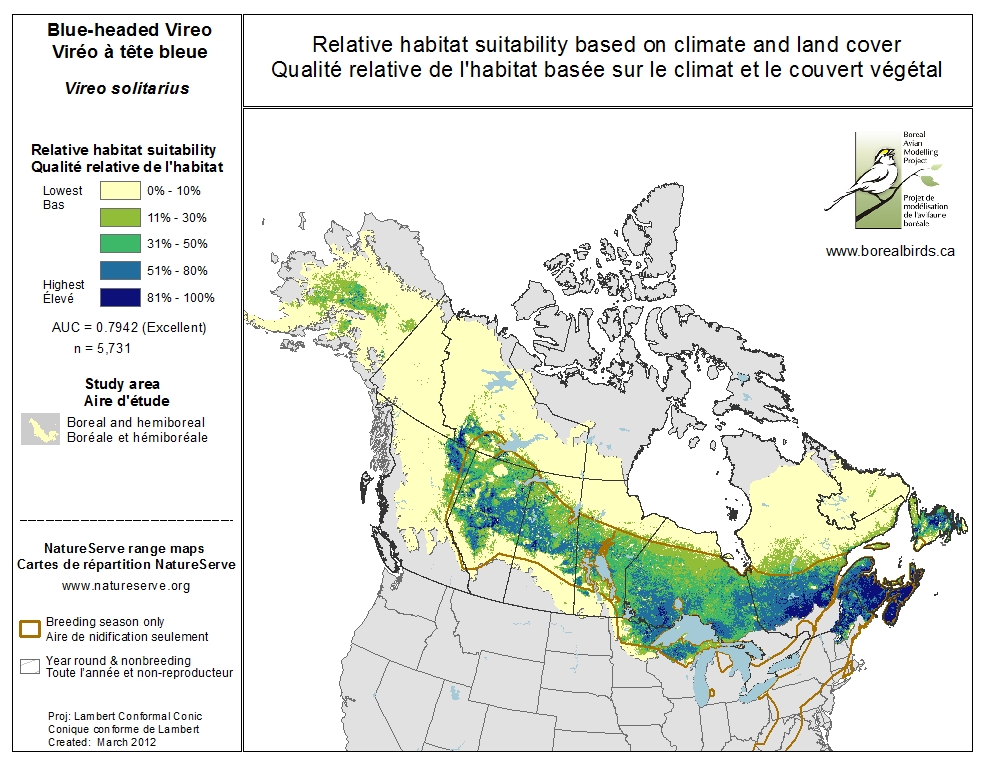 Blue-headed Vireo
Viréo à tête bleue
Vireo solitarius
Relative habitat suitability based on climate and land cover
Qualité relative de l'habitat basée sur le climat et le couvert végétal
Relative habitat suitability
Qualité relative de l'habitat
Lowest
Bas
0% - 10%
11% - 30%
31% - 50%
51% - 80%
Highest
Élevé
81% - 100%
AUC = 0.7942 (Excellent)
n = 5,731
Study area
Aire d'étude
Boreal and hemiboreal
Boréale et hémiboréale
NatureServe range maps
Cartes de répartition NatureServe
www.natureserve.org
Breeding season only
Aire de nidification seulement
Year round & nonbreeding
Toute l'année et non-reproducteur
Proj: Lambert Conformal Conic
Conique conforme de Lambert
Created: March 2012
Boreal
Avian
Modelling
Project
Projet de
modélisation
de l'avifaune
boréale
www.borealbirds.ca